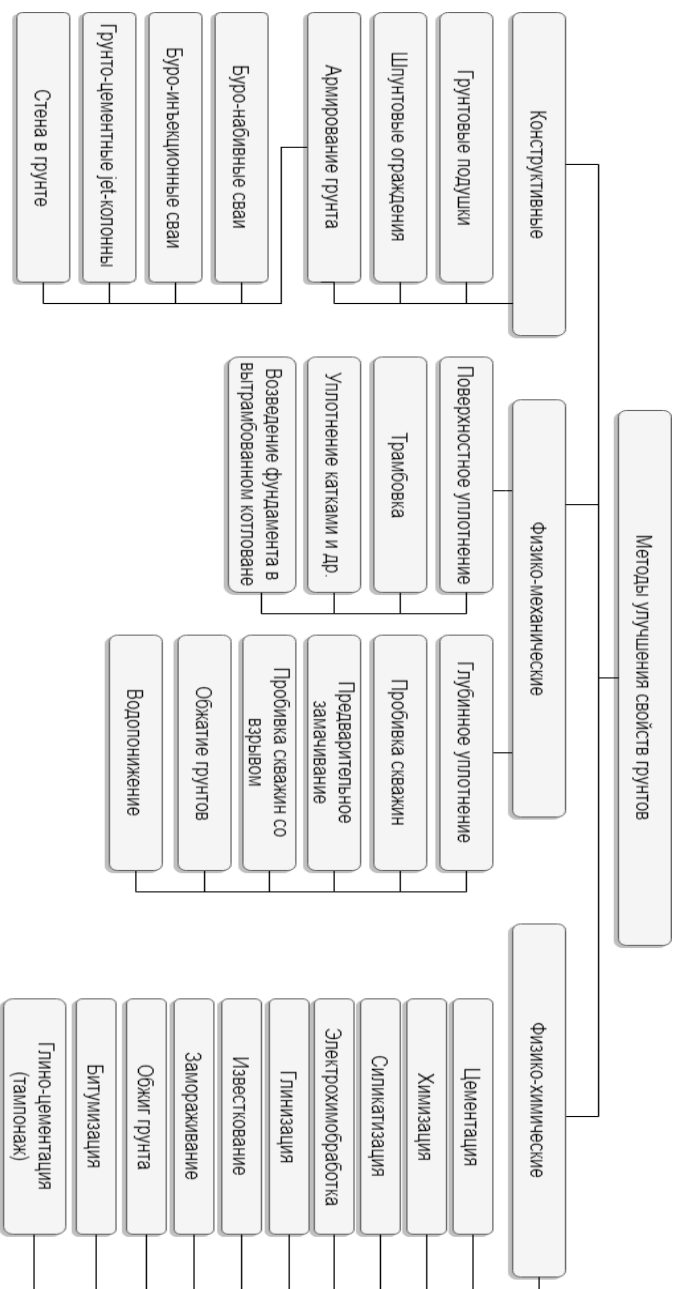 Методы улучшения свойств грунтов
Конструктивные
Грунтовые подушки
Шпунтовые ограждения
Армирование грунта
Буро-набивные сваи
Буро-инъекционные сваи
Грунто-цементные jet-колонны
Стена в грунте
Физико-механические
Поверхностное уплотнение
Трамбовка
Уплотнение катками и др.
Возведение фундамента в
вытрамбованном котловане
Глубинное уплотнение
Пробивка скважин
Предварительное
замачивание
Пробивка скважин со
взрывом
Обжатие грунтов
Водопонижение
Физико-химические
Цементация
Химизация
Силикатизация
Электрохимобработка
Глинизация
Известкование
Замораживание
Обжиг грунта
Битумизация
Глино-цементация
(тампонаж)